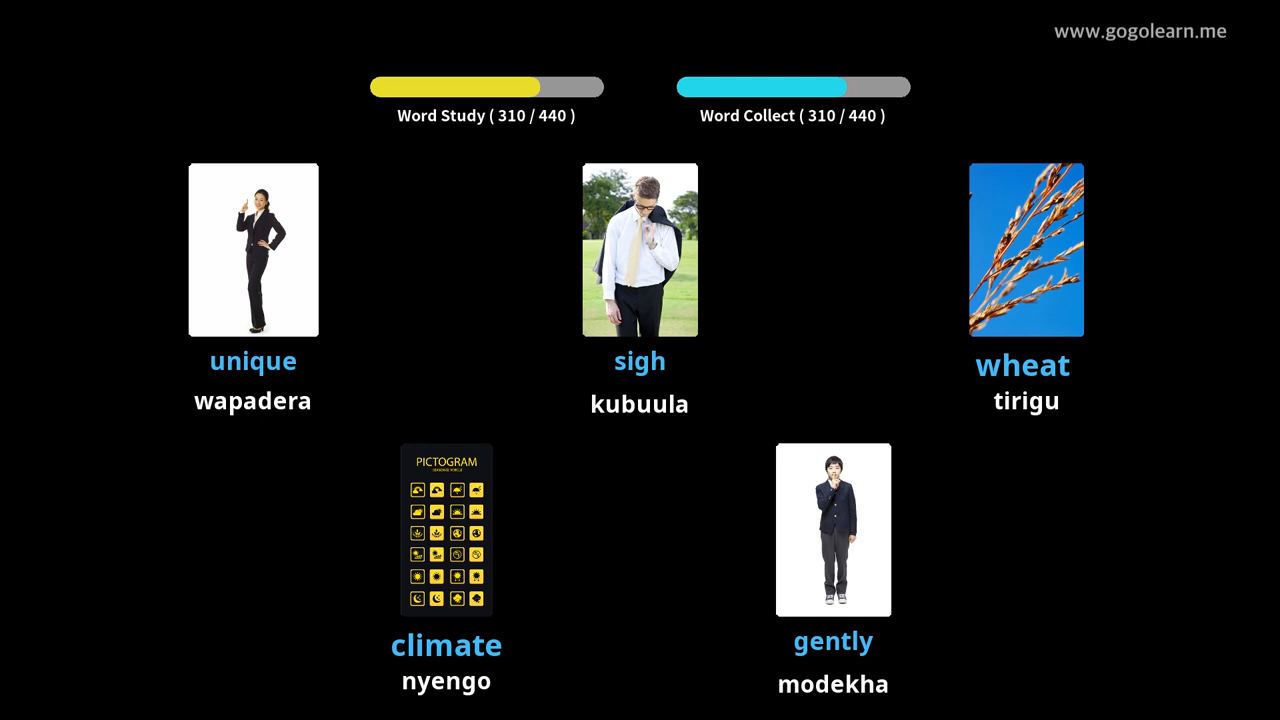 www.gogolearn.me
Word Study ( 310 / 440 )
Word Collect ( 310 / 440 )
unique
wapadera
sigh
kubuula
wheat
tirigu
PICTOGRAM
climate
nyengo
gently
modekha